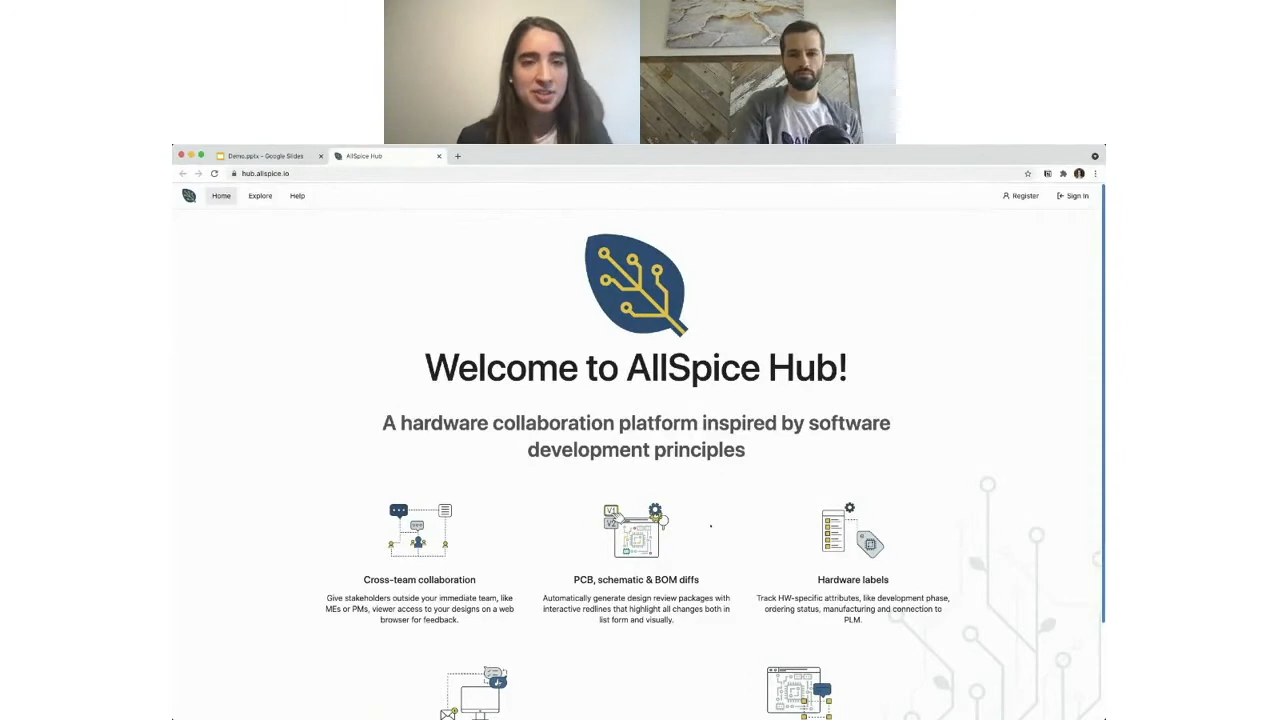 Demo.pptx - Google Slides
AllSpice Hub
hub.allspice.io
Home
Explore
Help
Register
Sign In
Welcome to AllSpice Hub!
A hardware collaboration platform inspired by software
development principles
V1
V2
Cross-team collaboration
Give stakeholders outside your immediate team, like
MEs or PMs, viewer access to your designs on a web
browser for feedback.
PCB, schematic & BOM diffs
Automatically generate design review packages with
interactive redlines that highlight all changes both in
list form and visually.
Hardware labels
Track HW-specific attributes, like development phase,
ordering status, manufacturing and connection to
PLM.